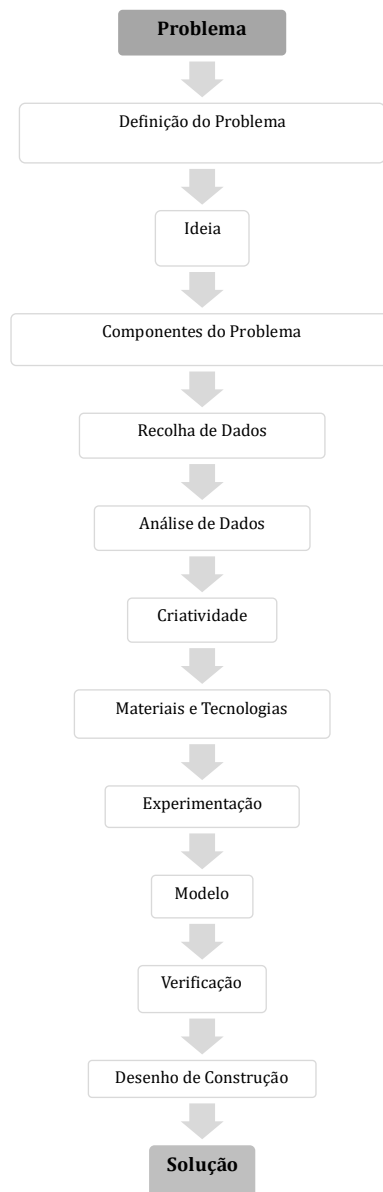 Problema
Definição do Problema
Ideia
Componentes do Problema
Recolha de Dados
Análise de Dados
Criatividade
Materiais e Tecnologias
Experimentação
Modelo
Verificação
Desenho de Construção
Solução